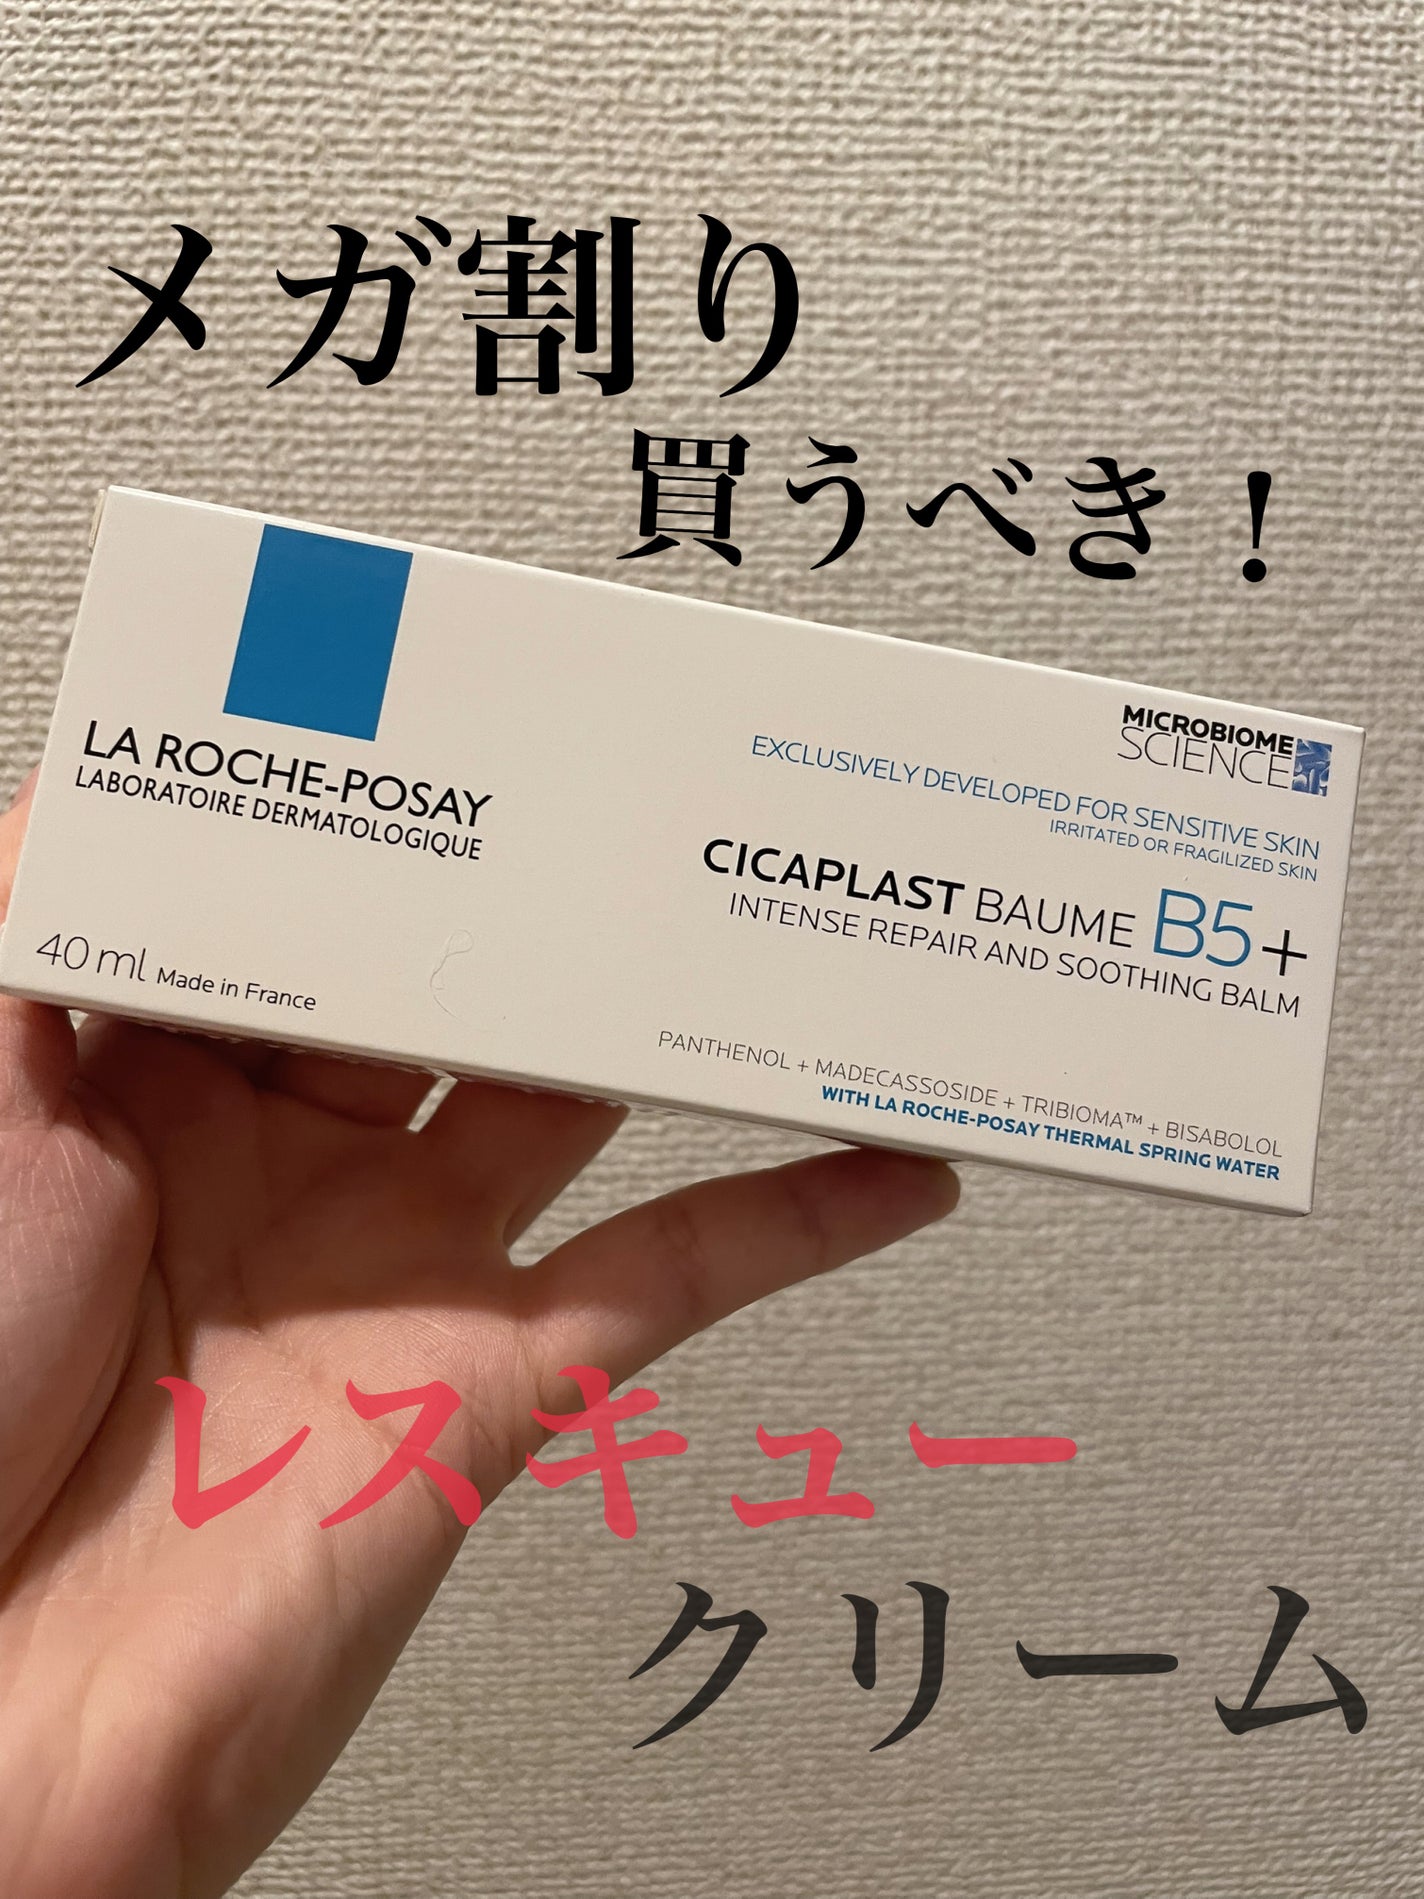 メガ割り
買うべき！
LA ROCHE-POSAY
LABORATOIRE DERMATOLOGIQUE
40 ml Made in France
MICROBIOME
SCIENCE
EXCLUSIVELY DEVELOPED FOR SENSITIVE SKIN
IRRITATED OR FRAGILIZED SKIN
CICAPLAST BAUME B5+
INTENSE REPAIR AND SOOTHING BALM
PANTHENOL + MADECASSOSIDE + TRIBIOMA™ + BISABOLOL
WITH LA ROCHE-POSAY THERMAL SPRING WATER
レスキュー
クリーム